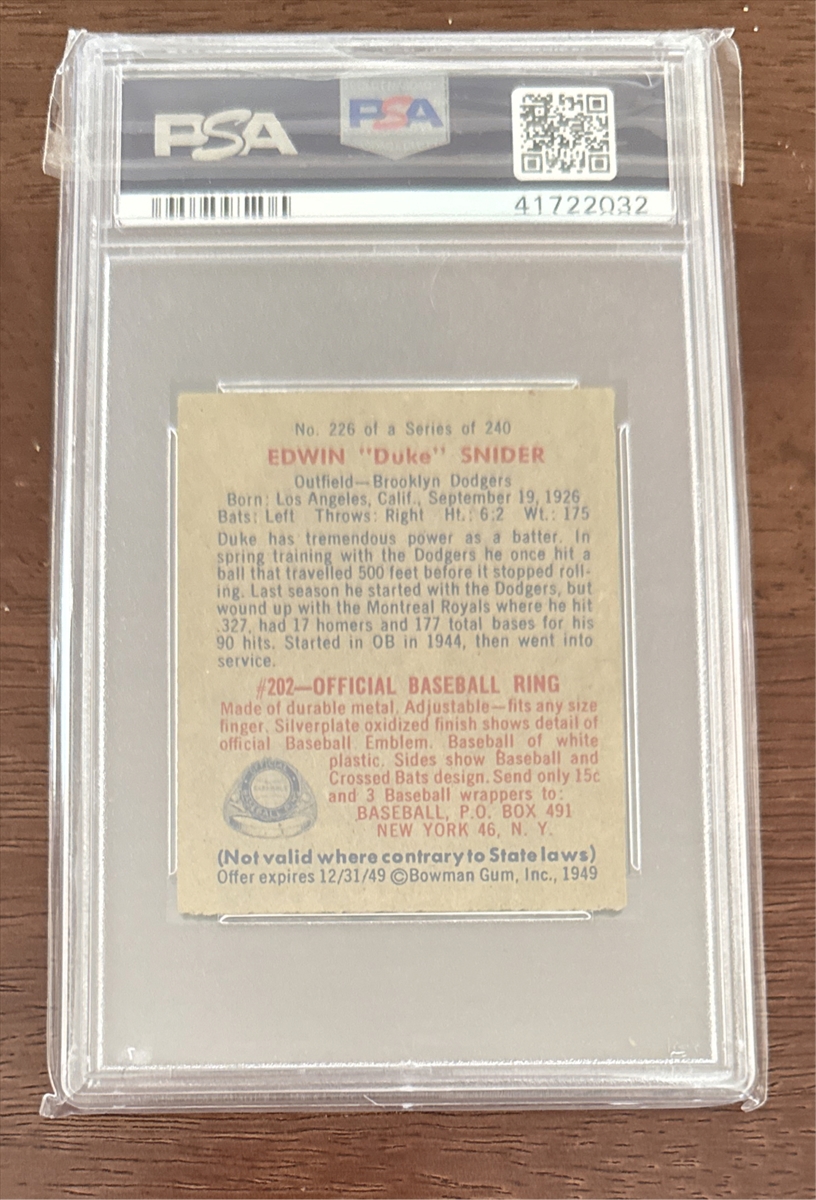 PSA
PSA
41722032
No. 226 of a Series of 240
EDWIN "Duke" SNIDER
Outfield—Brooklyn Dodgers
Born: Los Angeles, Calif., September 19, 1926
Bats: Left Throws: Right Ht.: 6:2 Wt.: 175
Duke has tremendous power as a batter. In
spring training with the Dodgers he once hit a
ball that travelled 500 feet before it stopped roll-
ing. Last season he started with the Dodgers, but
wound up with the Montreal Royals where he hit
.327, had 17 homers and 177 total bases for his
90 hits. Started in OB in 1944, then went into
service.
#202—OFFICIAL BASEBALL RING
Made of durable metal. Adjustable—fits any size
finger. Silverplate oxidized finish shows detail of
official Baseball Emblem. Baseball of white
plastic. Sides show Baseball and
Crossed Bats design. Send only 15c
and 3 Baseball wrappers to:
BASEBALL, P.O. BOX 491
NEW YORK 46, N. Y.
(Not valid where contrary to State laws)
Offer expires 12/31/49 ©Bowman Gum, Inc., 1949